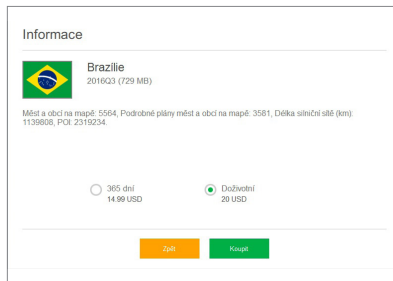 Informace
Brazílie
2016Q3 (729 MB)
Měst a obcí na mapě: 5564, Podrobné plány měst a obcí na mapě: 3581, Délka silniční sítě (km):
1139808, POI: 2319234.
365 dní
14.99 USD
Doživotní
20 USD
Zpět
Koupit